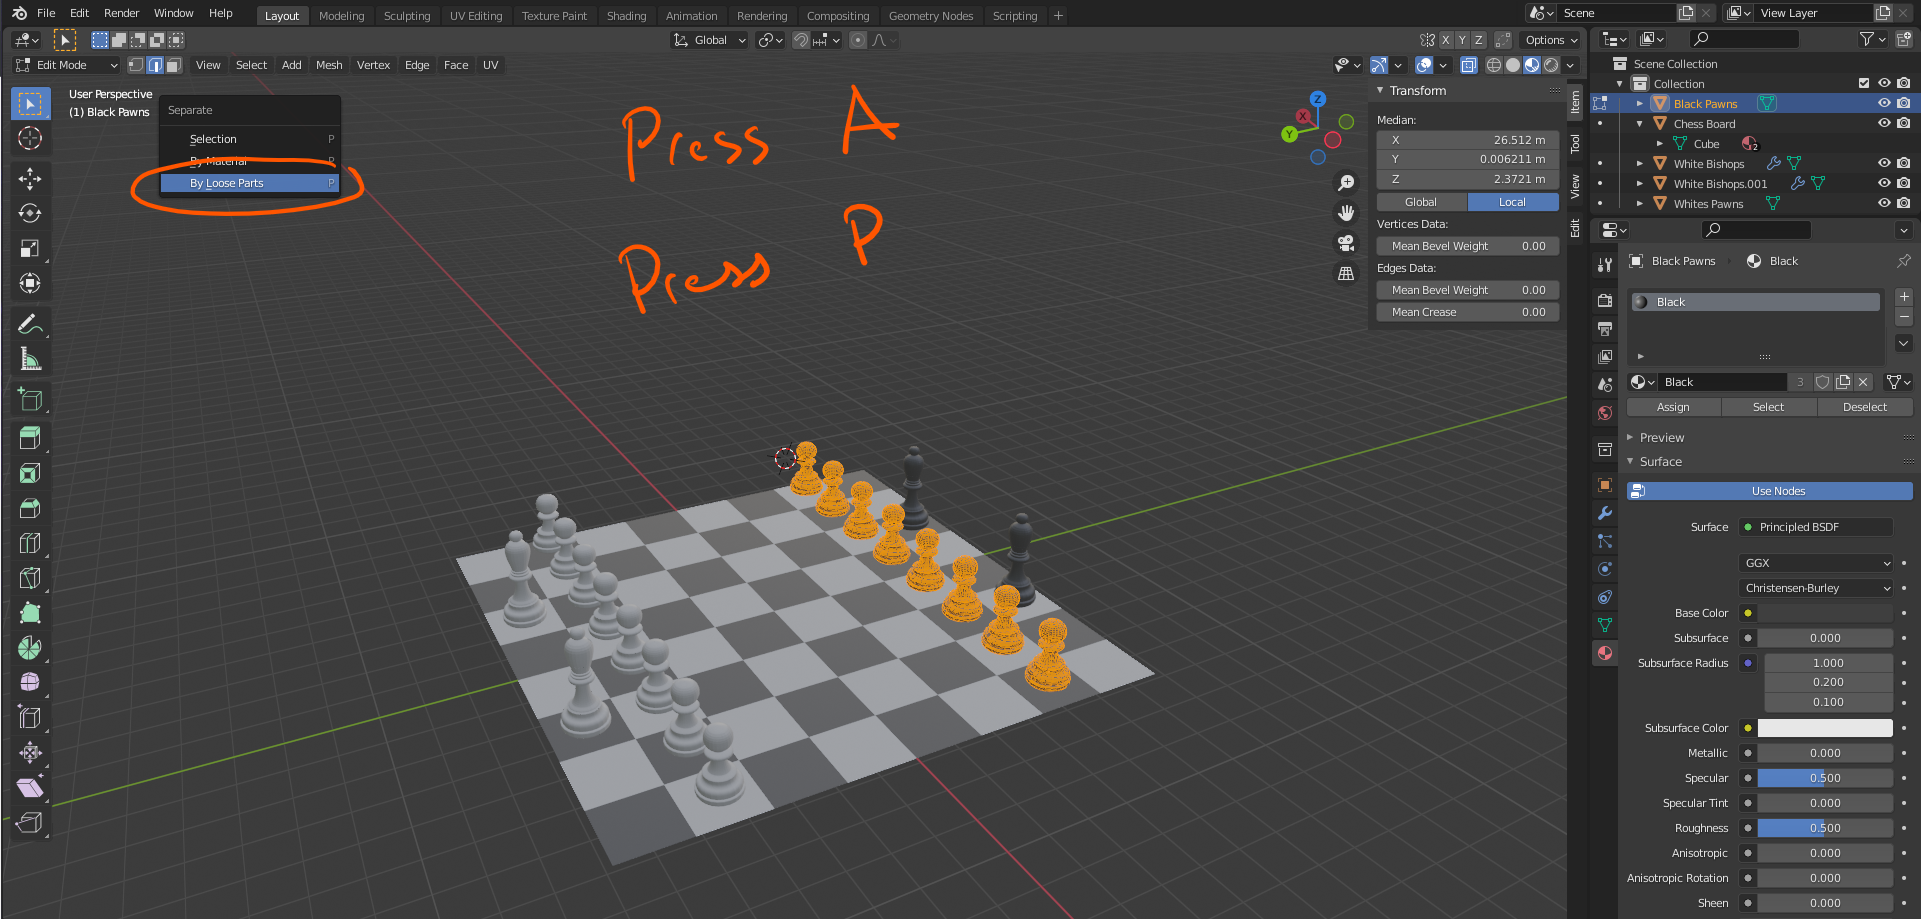 File Edit Render Window Help Layout Modeling Sculpting UV Editing Texture Paint Shading Animation Rendering Compositing Geometry Nodes Scripting + Scene View Layer
Global X Y Z Options
Edit Mode View Select Add Mesh Vertex Edge Face UV
User Perspective
(1) Black Pawns
Separate
Selection P
By Material P
By Loose Parts P
Press A
Press P
Z
X
Y
Transform
Median:
X 26.512 m
Y 0.006211 m
Z 2.3721 m
Global Local
Vertices Data:
Mean Bevel Weight 0.00
Edges Data:
Mean Bevel Weight 0.00
Mean Crease 0.00
Item
Tool
View
Edit
Scene Collection
Collection
Black Pawns
Chess Board
Cube 2
White Bishops
White Bishops.001
Whites Pawns
Black Pawns Black
Black
Black 3
Assign Select Deselect
Preview
Surface
Use Nodes
Surface Principled BSDF
GGX
Christensen-Burley
Base Color
Subsurface 0.000
Subsurface Radius 1.000
0.200
0.100
Subsurface Color
Metallic 0.000
Specular 0.500
Specular Tint 0.000
Roughness 0.500
Anisotropic 0.000
Anisotropic Rotation 0.000
Sheen 0.000